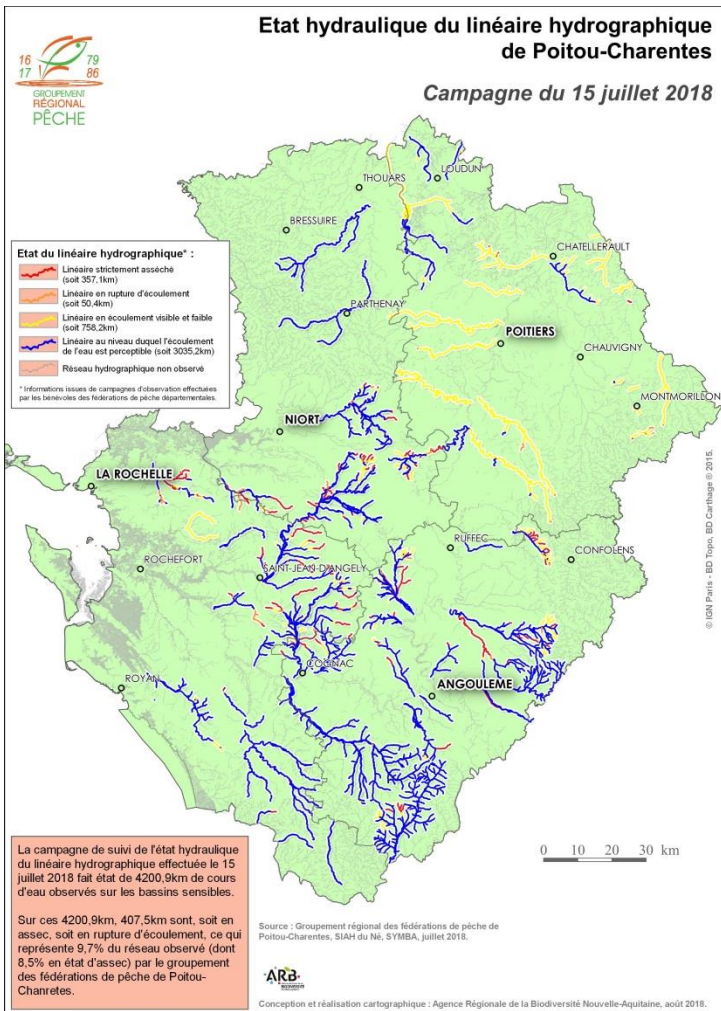 Etat hydraulique du linéaire hydrographique
de Poitou-Charentes
Campagne du 15 juillet 2018
16 79
17 86
GROUPEMENT
RÉGIONAL
PÊCHE
THOUARS
LOUDUN
BRESSUIRE
CHATELLERAULT
PARTHENAY
POITIERS
CHAUVIGNY
MONTMORILLON
NIORT
LA ROCHELLE
RUFFEC
CONFOLENS
ROCHEFORT
SAINT-JEAN-D'ANGELY
COGNAC
ROYAN
ANGOULEME
Etat du linéaire hydrographique* :
Linéaire strictement asséché
(soit 357,1km)
Linéaire en rupture d'écoulement
(soit 50,4km)
Linéaire en écoulement visible et faible
(soit 758,2km)
Linéaire au niveau duquel l'écoulement
de l'eau est perceptible (soit 3035,2km)
Réseau hydrographique non observé
* Informations issues de campagnes d'observation effectuées
par les bénévoles des fédérations de pêche départementales.
© IGN Paris - BD Topo, BD Carthage ® 2015.
La campagne de suivi de l'état hydraulique
du linéaire hydrographique effectuée le 15
juillet 2018 fait état de 4200,9km de cours
d'eau observés sur les bassins sensibles.
Sur ces 4200,9km, 407,5km sont, soit en
assec, soit en rupture d'écoulement, ce qui
représente 9,7% du réseau observé (dont
8,5% en état d'assec) par le groupement
des fédérations de pêche de Poitou-
Chanretes.
0 10 20 30 km
Source : Groupement régional des fédérations de pêche de
Poitou-Charentes, SIAH du Né, SYMBA, juillet 2018.
ARB
Conception et réalisation cartographique : Agence Régionale de la Biodiversité Nouvelle-Aquitaine, août 2018.